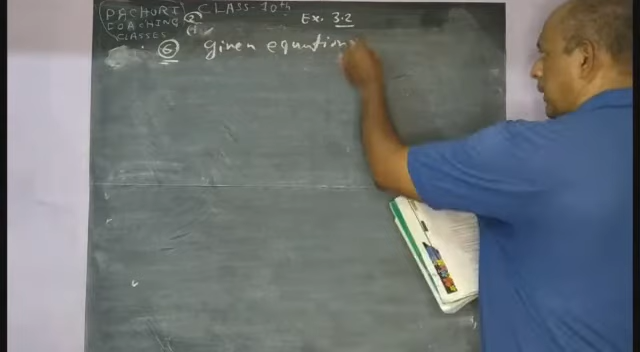 PACHORI CLASS-10th
COACHING
CLASSES
Ex. 3.2
6 given equation